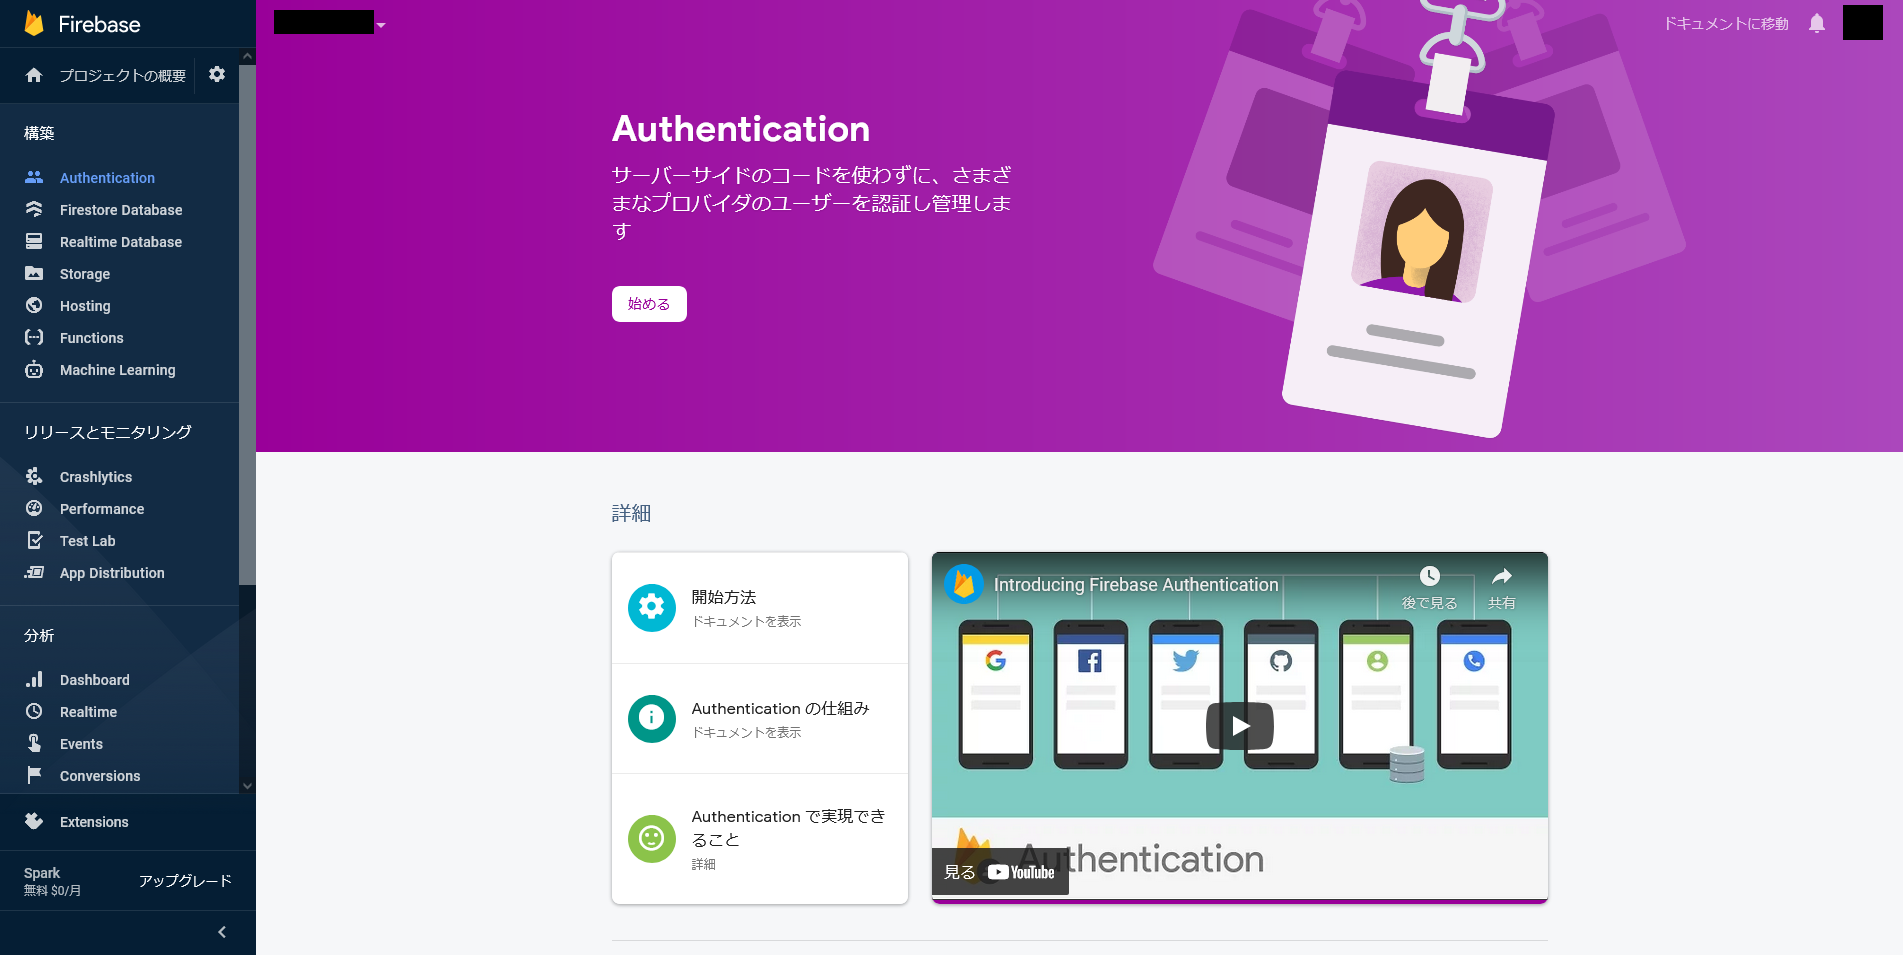 Firebase
プロジェクトの概要
構築
Authentication
Firestore Database
Realtime Database
Storage
Hosting
Functions
Machine Learning
リリースとモニタリング
Crashlytics
Performance
Test Lab
App Distribution
分析
Dashboard
Realtime
Events
Conversions
Extensions
Spark
無料 $0/月
アップグレード
ドキュメントに移動
Authentication
サーバーサイドのコードを使わずに、さまざ
まなプロバイダのユーザーを認証し管理しま
す
始める
詳細
開始方法
ドキュメントを表示
Authentication の仕組み
ドキュメントを表示
Authentication で実現でき
ること
詳細
Introducing Firebase Authentication
後で見る
共有
Authentication
見る YouTube